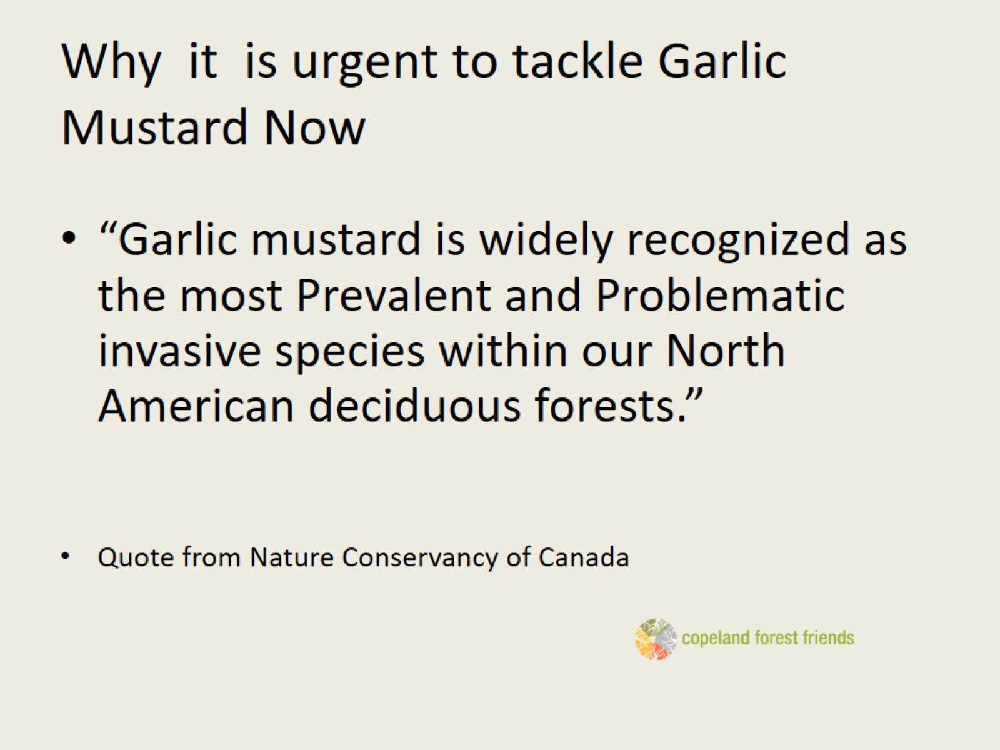 Why  it  is urgent to tackle Garlic
Mustard Now
• “Garlic mustard is widely recognized as
the most Prevalent and Problematic
invasive species within our North
American deciduous forests.”
• Quote from Nature Conservancy of Canada
copeland forest friends